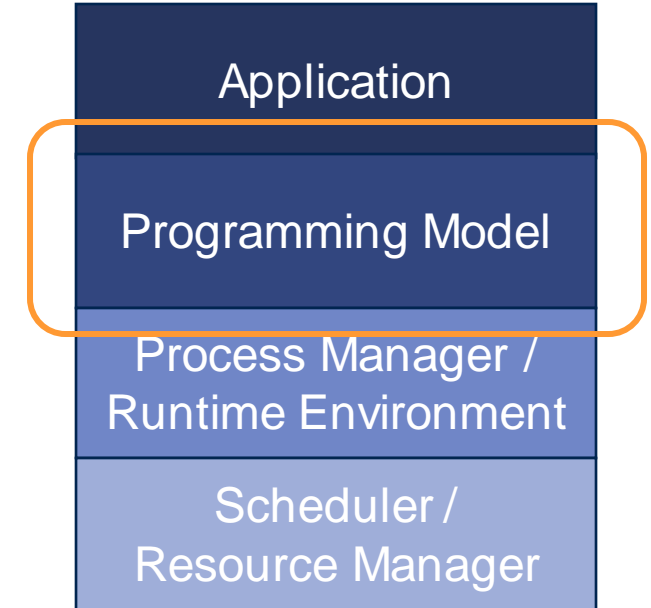 Application
Programming Model
Process Manager /
Runtime Environment
Scheduler /
Resource Manager